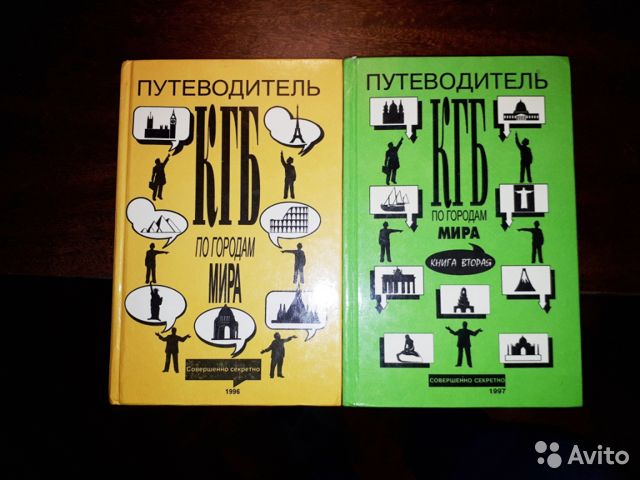 ПУТЕВОДИТЕЛЬ
КГБ
ПО ГОРОДАМ
МИРА
Совершенно секретно
1996
ПУТЕВОДИТЕЛЬ
КГБ
ПО ГОРОДАМ
МИРА
КНИГА ВТОРАЯ
СОВЕРШЕННО СЕКРЕТНО
1997
Avito